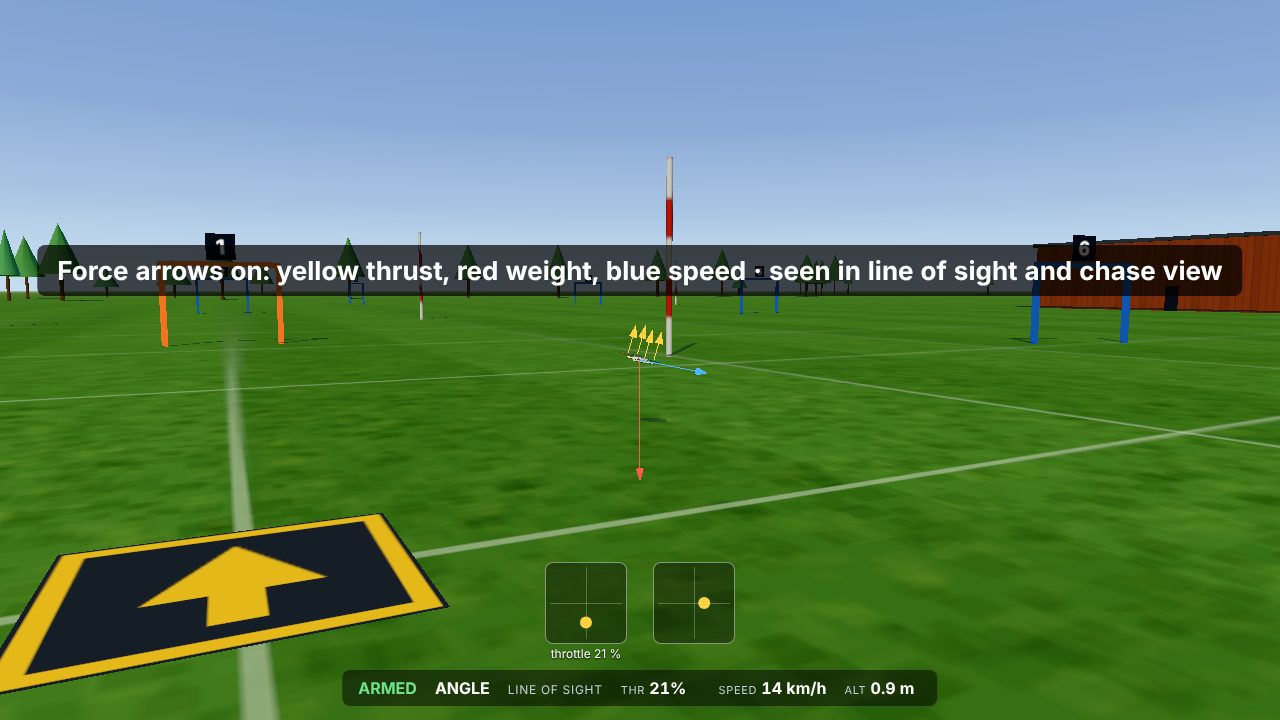 1
6
Force arrows on: yellow thrust, red weight, blue speed · seen in line of sight and chase view
throttle 21 %
ARMED ANGLE LINE OF SIGHT THR 21% SPEED 14 km/h ALT 0.9 m